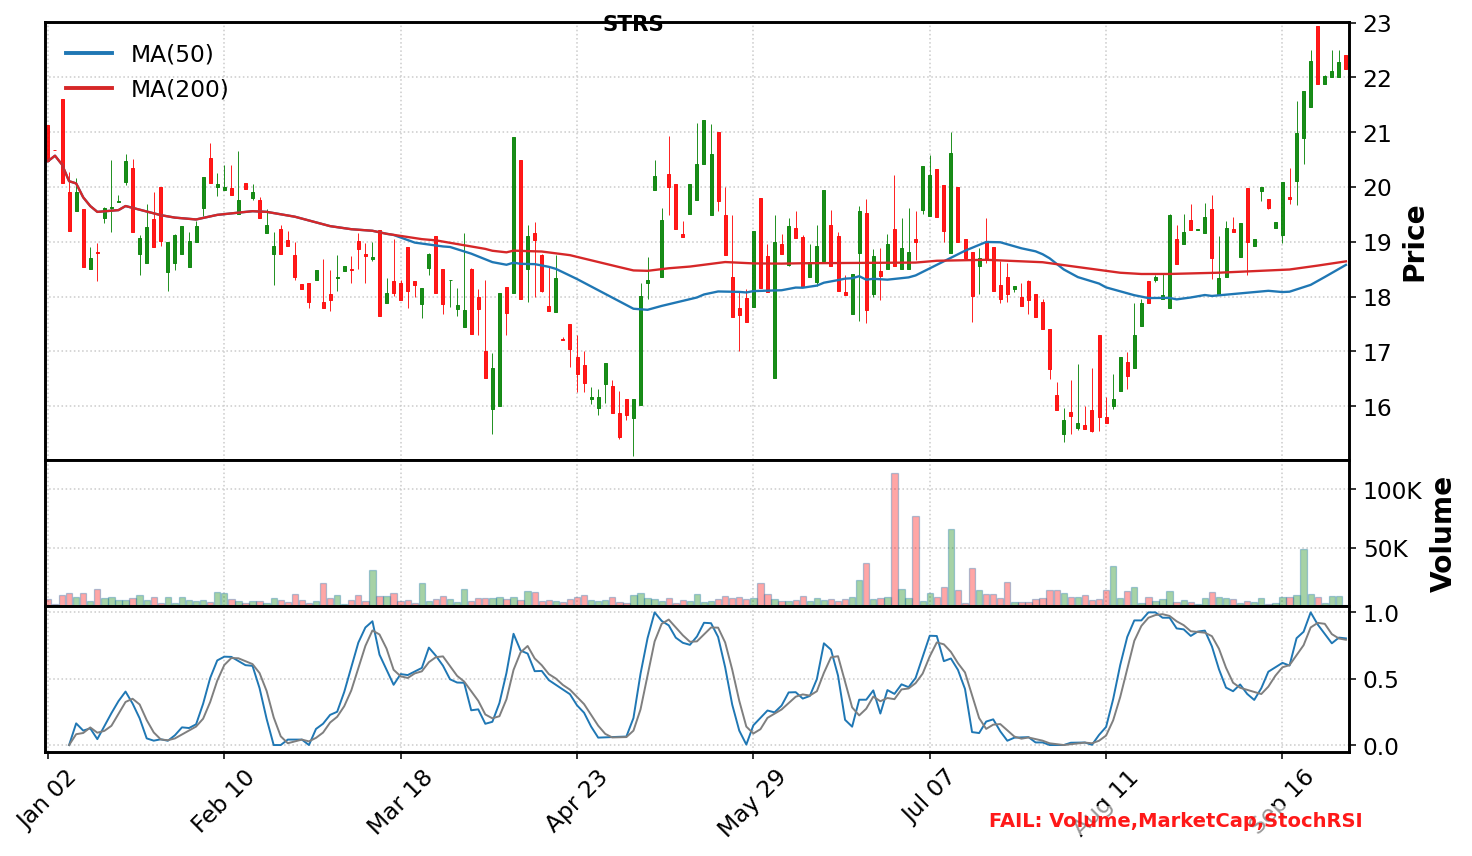 STRS
MA(50)
MA(200)
23
22
21
20
19
18
17
16
Price
100K
50K
Volume
1.0
0.5
0.0
Jan 02
Feb 10
Mar 18
Apr 23
May 29
Jul 07
Aug 11
Sep 16
FAIL: Volume,MarketCap,StochRSI